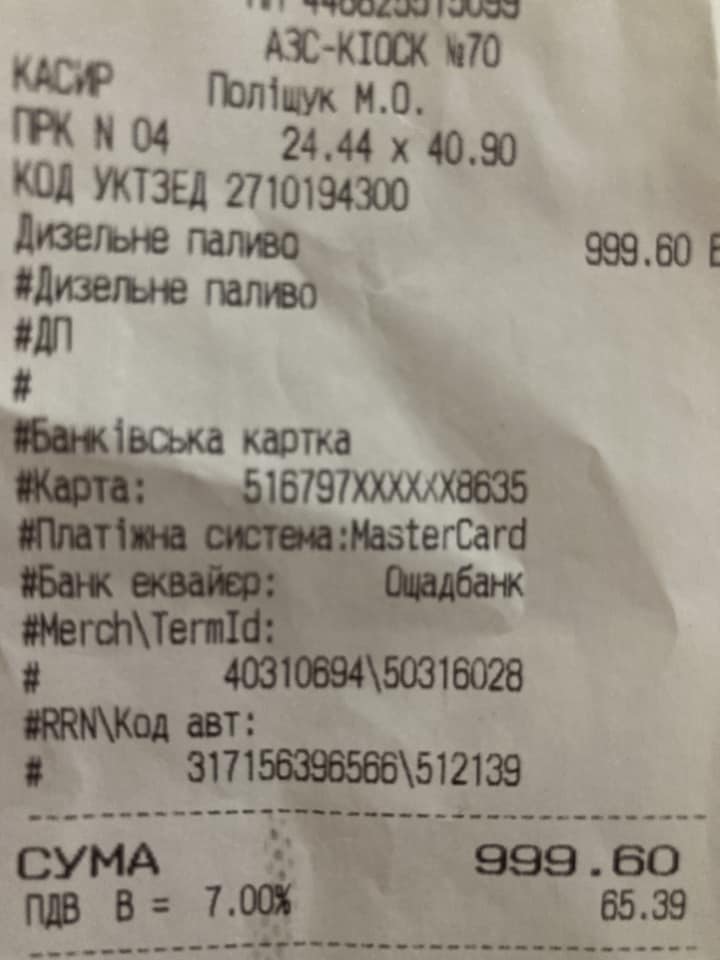 АЗС-КІОСК №70
КАСИР Поліщук М.О.
ПРК N 04 24.44 x 40.90
КОД УКТЗЕД 2710194300
Дизельне паливо 999.60
#Дизельне паливо
#ДП
#
#Банківська картка
#Карта: 516797XXXXXX8635
#Платіжна система:MasterCard
#Банк еквайєр: Ощадбанк
#Merch\TermId:
# 40310694\50316028
#RRN\Код авт:
# 317156396566\512139
СУМА 999.60
ПДВ В = 7.00% 65.39